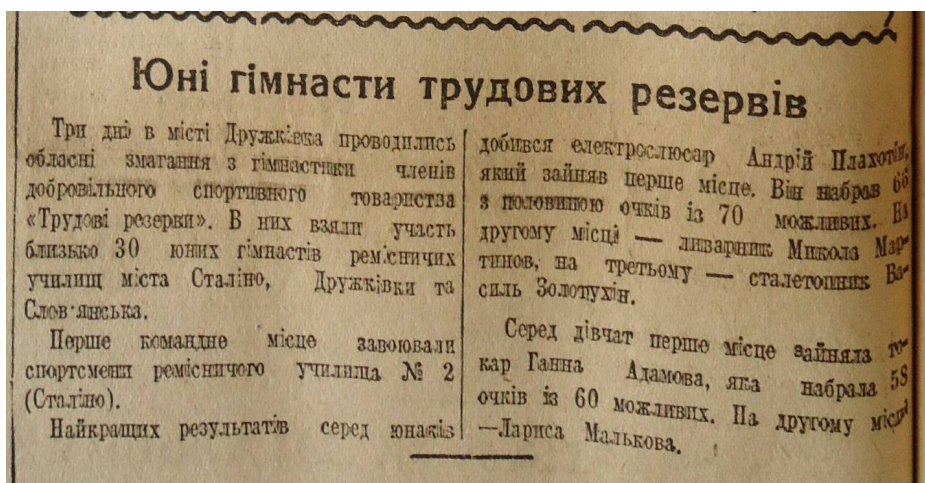 Юні гімнасти трудових резервів
Три дні в місті Дружківка проводились
обласні змагання з гімнастики членів
добровільного спортивного товариства
«Трудові резерви». В них взяли участь
близько 30 юних гімнастів ремісничих
училищ міста Сталіно, Дружківки та
Слов'янська.
Перше командне місце завоювали
спортсмени ремісничого училища № 2
(Сталіно).
Найкращих результатів серед юнаків
добився електрослюсар Андрій Плахотін,
який зайняв перше місце. Він набрав 66
з половиною очків із 70 можливих. На
другому місці — ливарник Микола Мар-
тинов, на третьому — сталетопник Ва-
силь Золотухін.
Серед дівчат перше місце зайняла то-
кар Ганна Адамова, яка набрала 58
очків із 60 можливих. На другому місці
—Лариса Малькова.